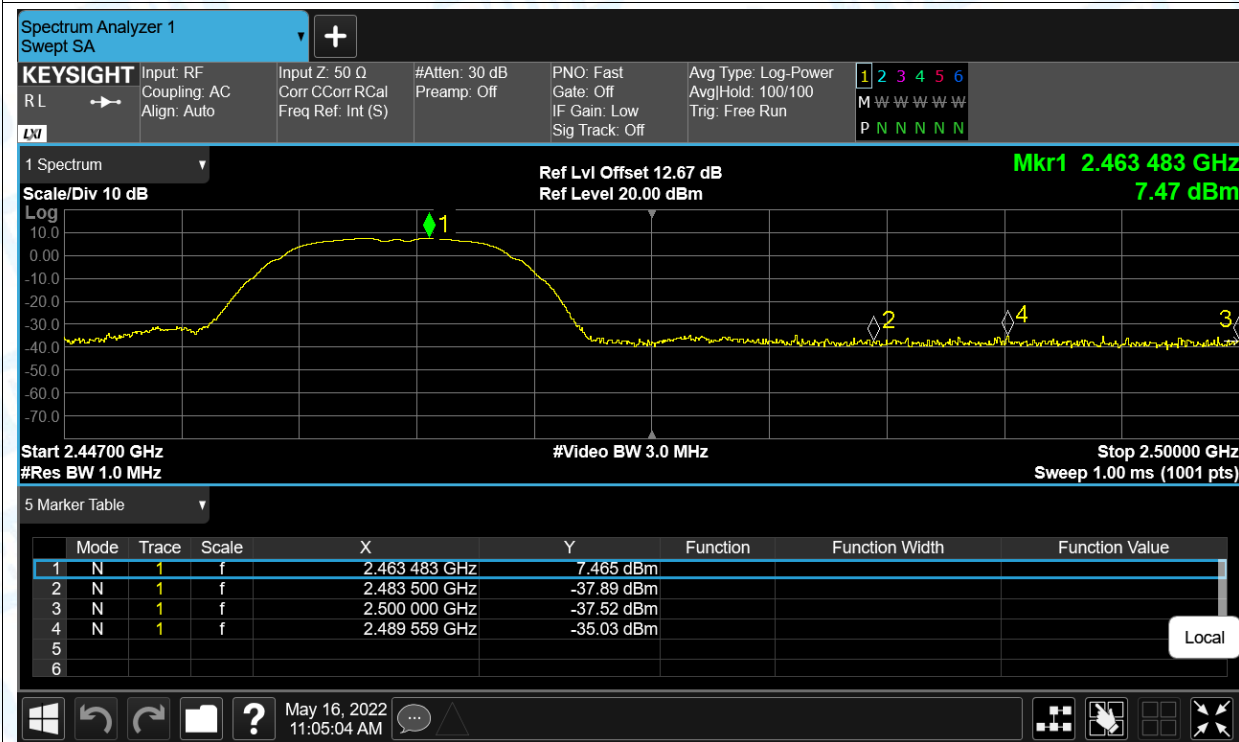 Spectrum Analyzer 1
Swept SA
+
KEYSIGHT
R L
LXI
Input: RF
Coupling: AC
Align: Auto
Input Z: 50 Ω
Corr CCorr RCal
Freq Ref: Int (S)
#Atten: 30 dB
Preamp: Off
PNO: Fast
Gate: Off
IF Gain: Low
Sig Track: Off
Avg Type: Log-Power
Avg|Hold: 100/100
Trig: Free Run
1 2 3 4 5 6
M W W W W W
P N N N N N
1 Spectrum
Scale/Div 10 dB
Ref Lvl Offset 12.67 dB
Ref Level 20.00 dBm
Mkr1 2.463 483 GHz
7.47 dBm
Log
10.0
0.00
-10.0
-20.0
-30.0
-40.0
-50.0
-60.0
-70.0
1
2
4
3
Start 2.44700 GHz
#Video BW 3.0 MHz
Stop 2.50000 GHz
#Res BW 1.0 MHz
Sweep 1.00 ms (1001 pts)
5 Marker Table
Mode Trace Scale X Y Function Function Width Function Value
1 N 1 f 2.463 483 GHz 7.465 dBm
2 N 1 f 2.483 500 GHz -37.89 dBm
3 N 1 f 2.500 000 GHz -37.52 dBm
4 N 1 f 2.489 559 GHz -35.03 dBm
5
6
Local
?
May 16, 2022
11:05:04 AM